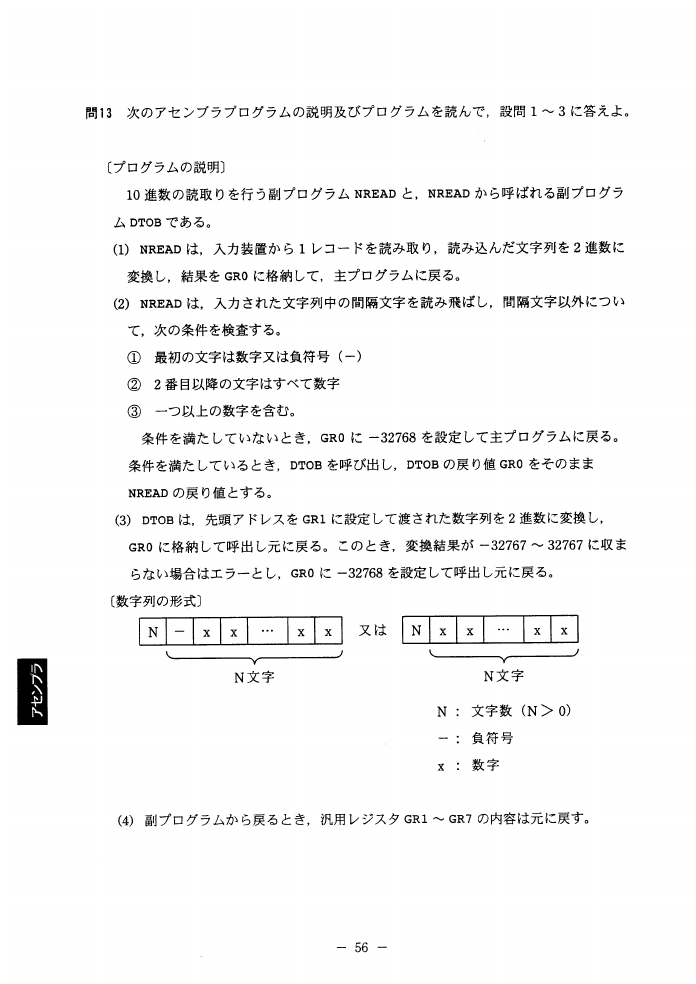 問13 次のアセンブラプログラムの説明及びプログラムを読んで，設問1～3に答えよ。
〔プログラムの説明〕
10進数の読取りを行う副プログラム NREAD と，NREAD から呼ばれる副プログラ
ム DTOB である。
(1) NREAD は，入力装置から1レコードを読み取り，読み込んだ文字列を2進数に
変換し，結果を GR0 に格納して，主プログラムに戻る。
(2) NREAD は，入力された文字列中の間隔文字を読み飛ばし，間隔文字以外につい
て，次の条件を検査する。
① 最初の文字は数字又は負符号（－）
② 2番目以降の文字はすべて数字
③ 一つ以上の数字を含む。
条件を満たしていないとき，GR0 に －32768 を設定して主プログラムに戻る。
条件を満たしているとき，DTOB を呼び出し，DTOB の戻り値 GR0 をそのまま
NREAD の戻り値とする。
(3) DTOB は，先頭アドレスを GR1 に設定して渡された数字列を2進数に変換し，
GR0 に格納して呼出し元に戻る。このとき，変換結果が －32767 ～ 32767 に収ま
らない場合はエラーとし，GR0 に －32768 を設定して呼出し元に戻る。
〔数字列の形式〕
N － x x … x x 又は N x x … x x
N文字 N文字
N : 文字数（N＞0）
－ : 負符号
x : 数字
アセンブラ
(4) 副プログラムから戻るとき，汎用レジスタ GR1 ～ GR7 の内容は元に戻す。
－ 56 －